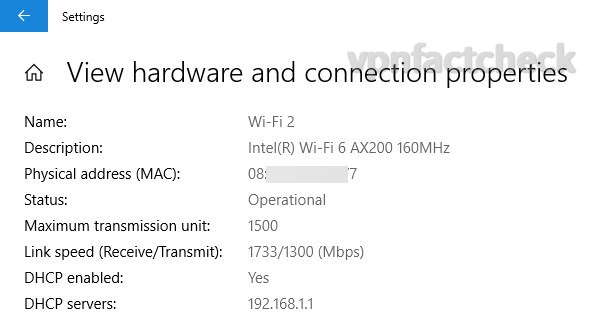 Settings
vpnfactcheck
View hardware and connection properties
Name: Wi-Fi 2
Description: Intel(R) Wi-Fi 6 AX200 160MHz
Physical address (MAC): 08: '7
Status: Operational
Maximum transmission unit: 1500
Link speed (Receive/Transmit): 1733/1300 (Mbps)
DHCP enabled: Yes
DHCP servers: 192.168.1.1